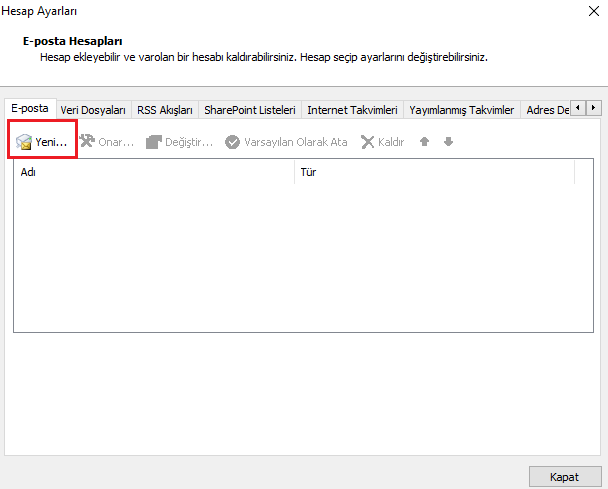 Hesap Ayarları
E-posta Hesapları
Hesap ekleyebilir ve varolan bir hesabı kaldırabilirsiniz. Hesap seçip ayarlarını değiştirebilirsiniz.
E-posta Veri Dosyaları RSS Akışları SharePoint Listeleri Internet Takvimleri Yayımlanmış Takvimler Adres De
Yeni... Onar... Değiştir... Varsayılan Olarak Ata Kaldır
Adı Tür
Kapat